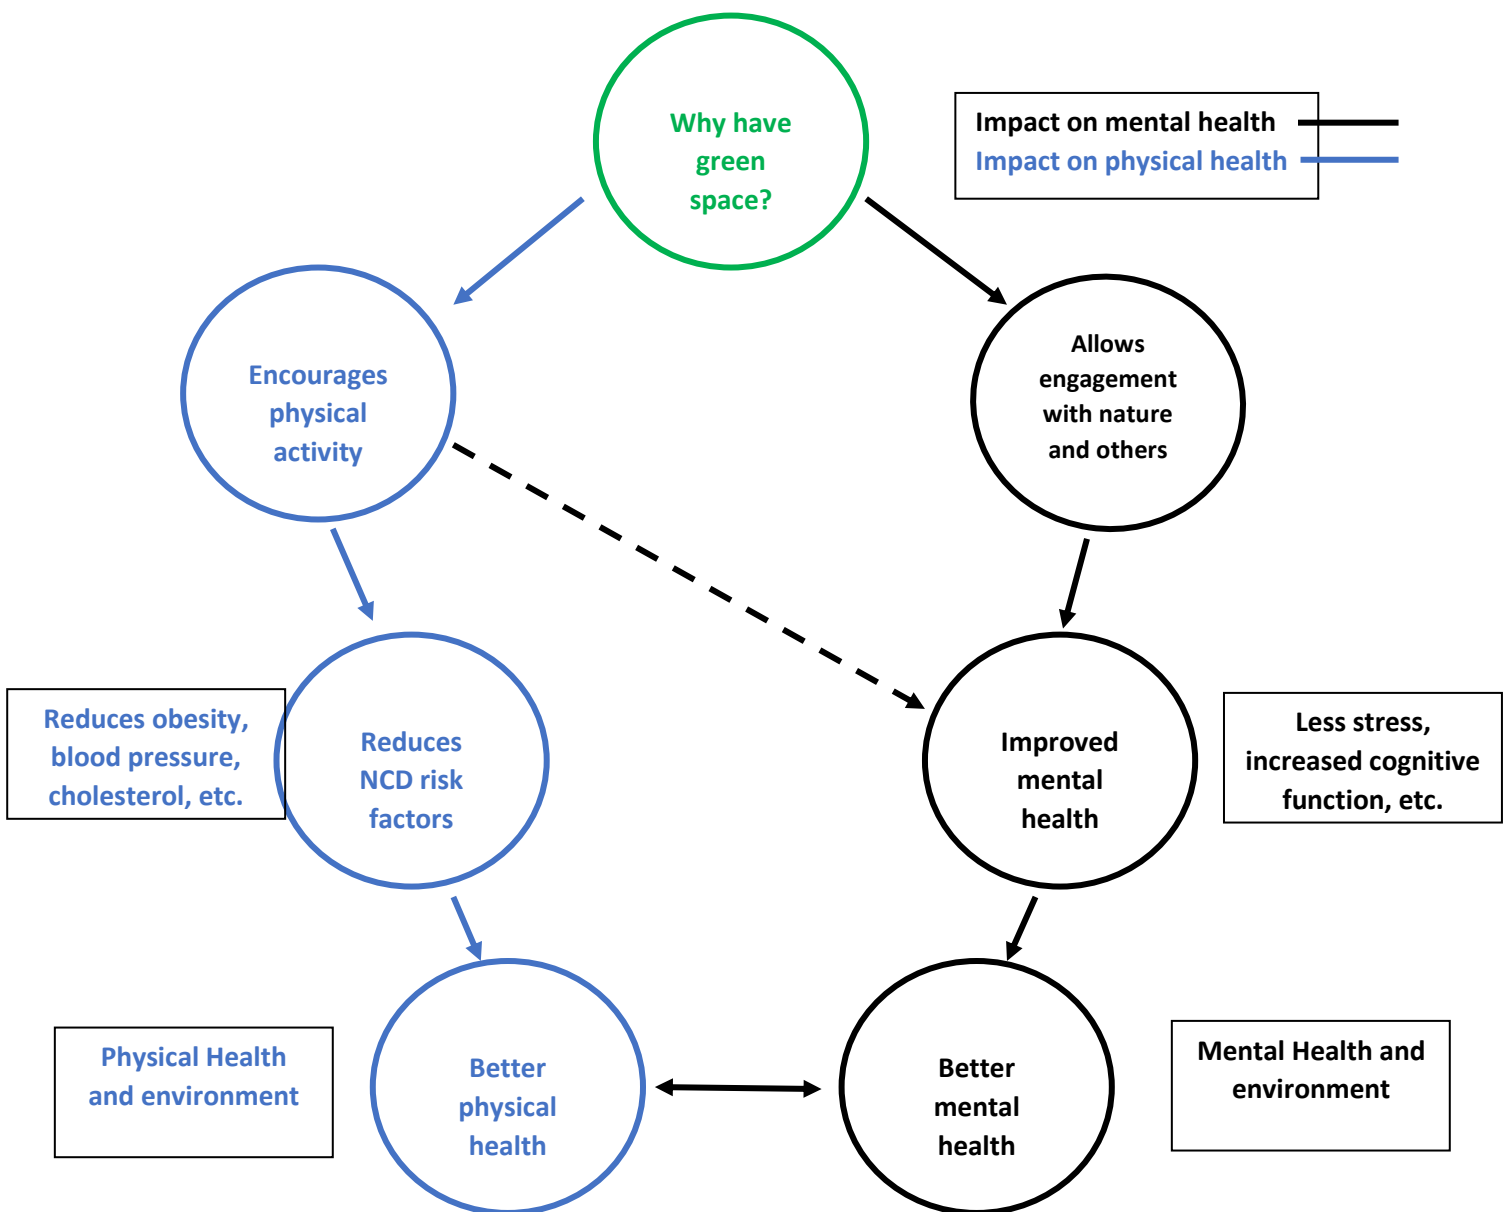 Why have
green
space?
Impact on mental health
Impact on physical health
Encourages
physical
activity
Allows
engagement
with nature
and others
Reduces obesity,
blood pressure,
cholesterol, etc.
Reduces
NCD risk
factors
Improved
mental
health
Less stress,
increased cognitive
function, etc.
Physical Health
and environment
Better
physical
health
Better
mental
health
Mental Health and
environment